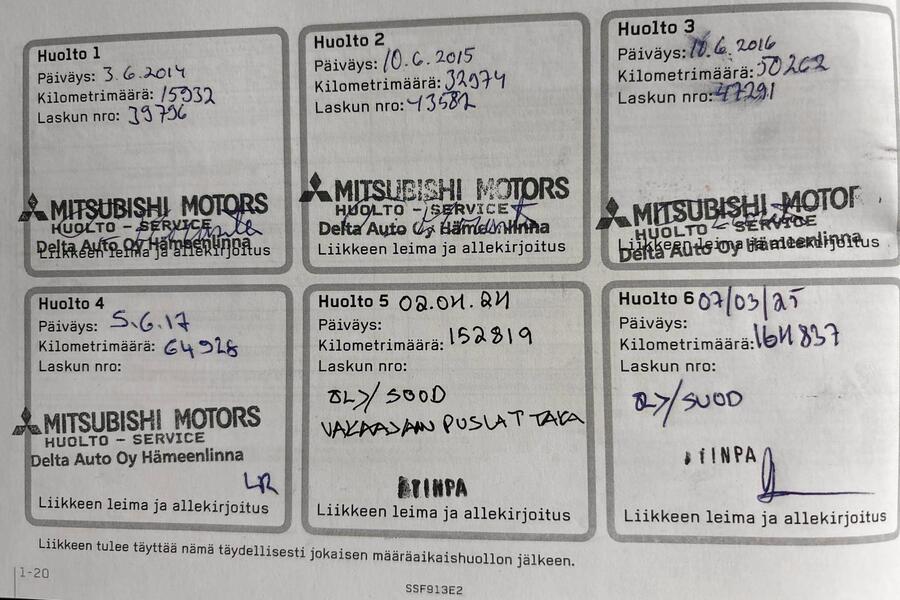 Huolto 1
Päiväys: 3.6.2014
Kilometrimäärä: 15932
Laskun nro: 39796
MITSUBISHI MOTORS
HUOLTO – SERVICE
Delta Auto Oy Hämeenlinna
Liikkeen leima ja allekirjoitus
Huolto 2
Päiväys: 10.6.2015
Kilometrimäärä: 32974
Laskun nro: 43582
MITSUBISHI MOTORS
HUOLTO – SERVICE
Delta Auto Oy Hämeenlinna
Liikkeen leima ja allekirjoitus
Huolto 3
Päiväys: 10.6.2016
Kilometrimäärä: 50262
Laskun nro: 47291
MITSUBISHI MOTOR
HUOLTO – SERVICE
Delta Auto Oy Hämeenlinna
Liikkeen leima ja allekirjoitus
Huolto 4
Päiväys: 5.6.17
Kilometrimäärä: 64928
Laskun nro:
MITSUBISHI MOTORS
HUOLTO – SERVICE
Delta Auto Oy Hämeenlinna
LR
Liikkeen leima ja allekirjoitus
Huolto 5 02.04.24
Päiväys:
Kilometrimäärä: 152819
Laskun nro:
ÖLJY/SUOD
PUSLAT TAKA
Liikkeen leima ja allekirjoitus
Huolto 6 07/03/25
Päiväys:
Kilometrimäärä: 164837
Laskun nro:
ÖLJY/SUOD
Liikkeen leima ja allekirjoitus
Liikkeen tulee täyttää nämä täydellisesti jokaisen määräaikaishuollon jälkeen.
1-20
SSF913E2